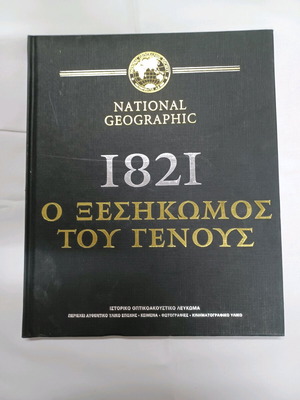 NATIONAL
GEOGRAPHIC
1821
Ο ΞΕΣΗΚΩΜΟΣ
ΤΟΥ ΓΕΝΟΥΣ
ΙΣΤΟΡΙΚΟ ΟΠΤΙΚΟΑΚΟΥΣΤΙΚΟ ΛΕΥΚΩΜΑ
ΠΕΡΙΕΧΕΙ ΑΥΘΕΝΤΙΚΟ ΥΛΙΚΟ ΕΠΟΧΗΣ • ΚΕΙΜΕΝΑ • ΦΩΤΟΓΡΑΦΙΕΣ • ΚΙΝΗΜΑΤΟΓΡΑΦΙΚΟ ΥΛΙΚΟ